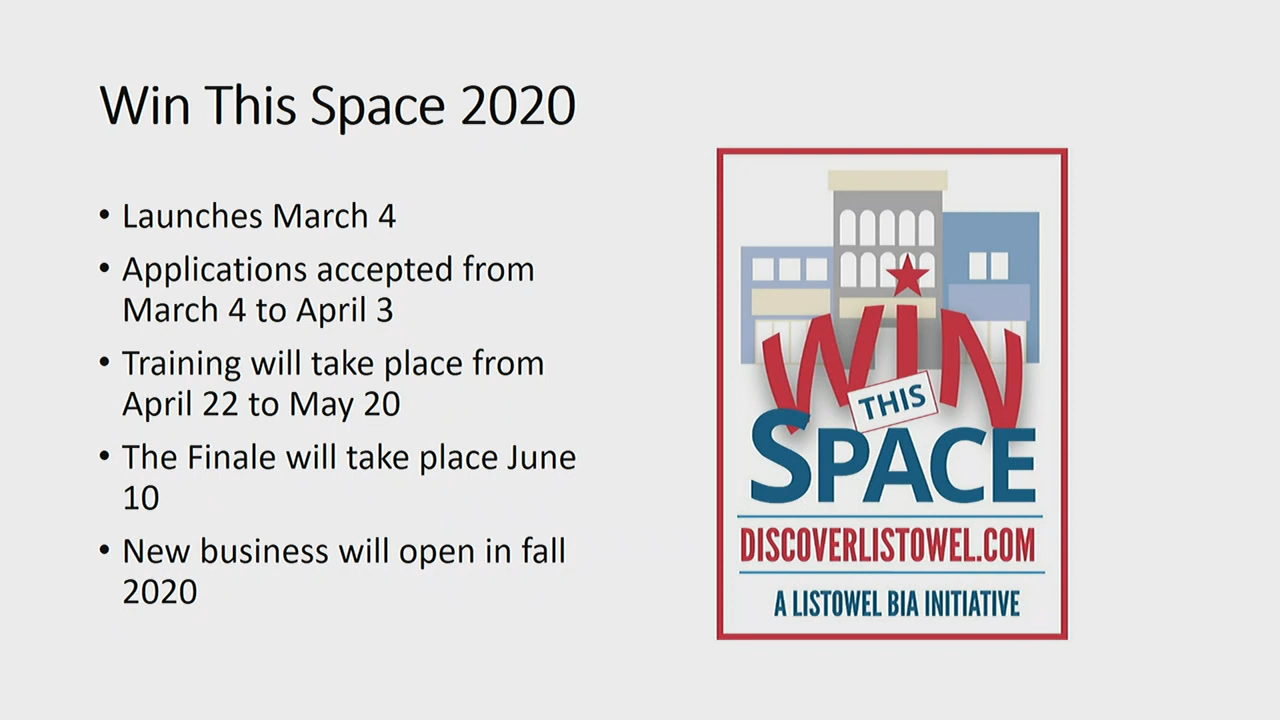 Win This Space 2020
• Launches March 4
• Applications accepted from
March 4 to April 3
• Training will take place from
April 22 to May 20
• The Finale will take place June
10
• New business will open in fall
2020
WIN
THIS
SPACE
DISCOVERLISTOWEL.COM
A LISTOWEL BIA INITIATIVE